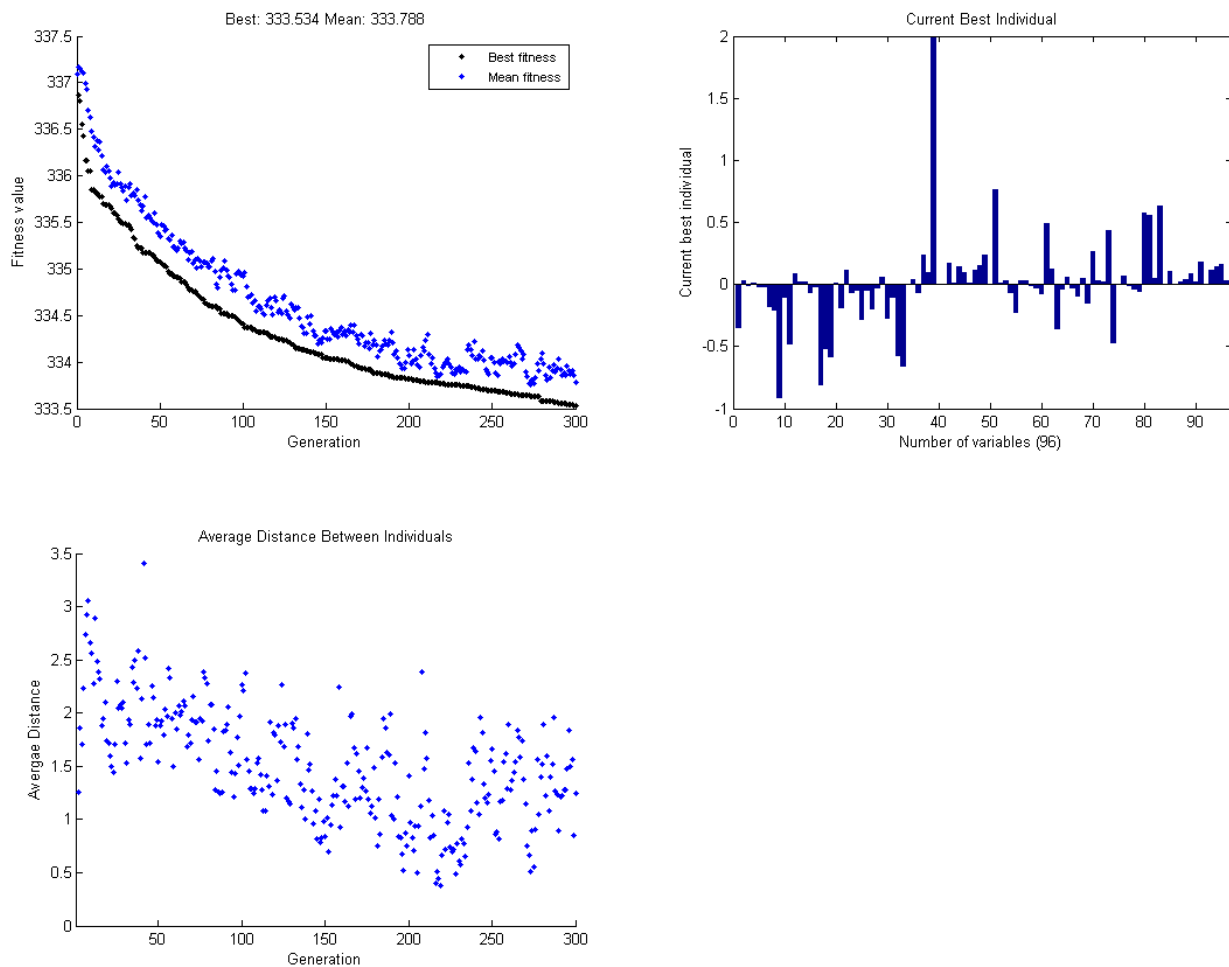 Best: 333.534 Mean: 333.788
337.5
337
336.5
336
335.5
335
334.5
334
333.5
Fitness value
Best fitness
Mean fitness
0 50 100 150 200 250 300
Generation
Current Best Individual
2
1.5
1
0.5
0
-0.5
-1
Current best individual
0 10 20 30 40 50 60 70 80 90
Number of variables (96)
Average Distance Between Individuals
3.5
3
2.5
2
1.5
1
0.5
0
Avergae Distance
50 100 150 200 250 300
Generation